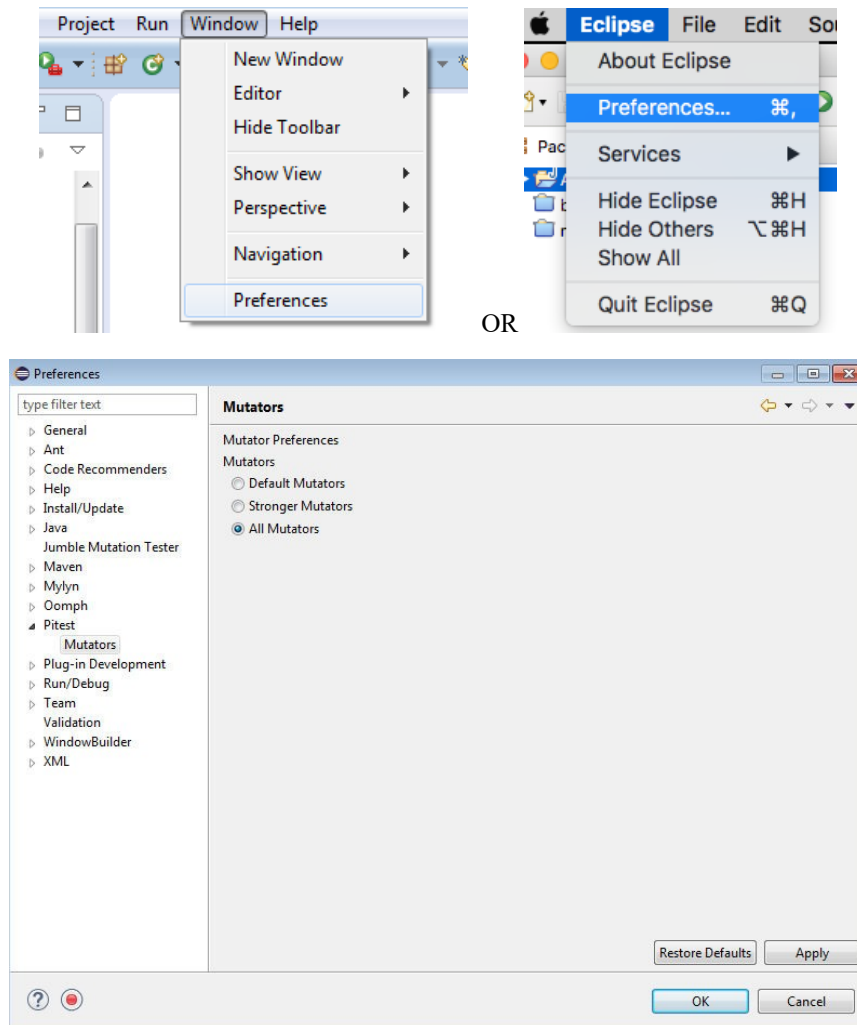 Project Run Window Help
New Window
Editor
Hide Toolbar
Show View
Perspective
Navigation
Preferences
OR
Eclipse File Edit
About Eclipse
Preferences... ⌘,
Services
Hide Eclipse ⌘H
Hide Others ⌥⌘H
Show All
Quit Eclipse ⌘Q
Preferences
type filter text
General
Ant
Code Recommenders
Help
Install/Update
Java
Jumble Mutation Tester
Maven
Mylyn
Oomph
Pitest
Mutators
Plug-in Development
Run/Debug
Team
Validation
WindowBuilder
XML
Mutators
Mutator Preferences
Mutators
Default Mutators
Stronger Mutators
All Mutators
Restore Defaults Apply
OK Cancel